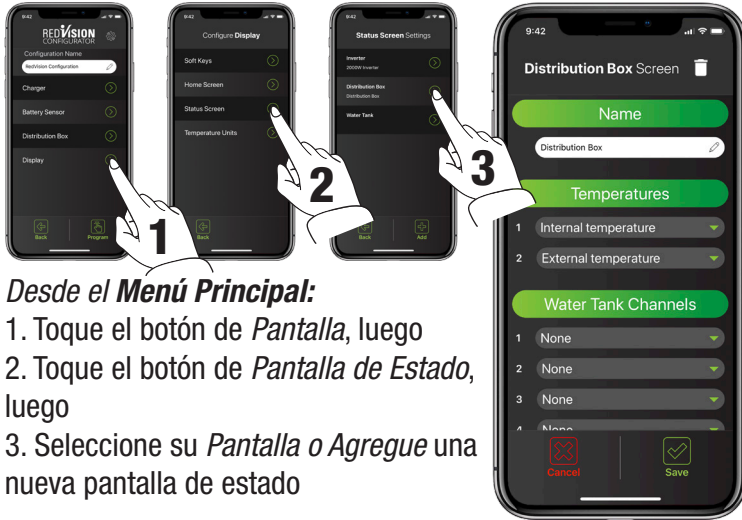 9:42
REDVISION
CONFIGURATOR
Configuration Name
RedVision Configuration
Charger
Battery Sensor
Distribution Box
Display
Back
Program
1
9:42
Configure Display
Soft Keys
Home Screen
Status Screen
Temperature Units
Back
2
9:42
Status Screen Settings
Inverter
2000W Inverter
Distribution Box
Distribution Box
Water Tank
Back
Add
3
9:42
Distribution Box Screen
Name
Distribution Box
Temperatures
1 Internal temperature
2 External temperature
Water Tank Channels
1 None
2 None
3 None
4 None
Cancel
Save
Desde el Menú Principal:
1. Toque el botón de Pantalla, luego
2. Toque el botón de Pantalla de Estado,
luego
3. Seleccione su Pantalla o Agregue una
nueva pantalla de estado